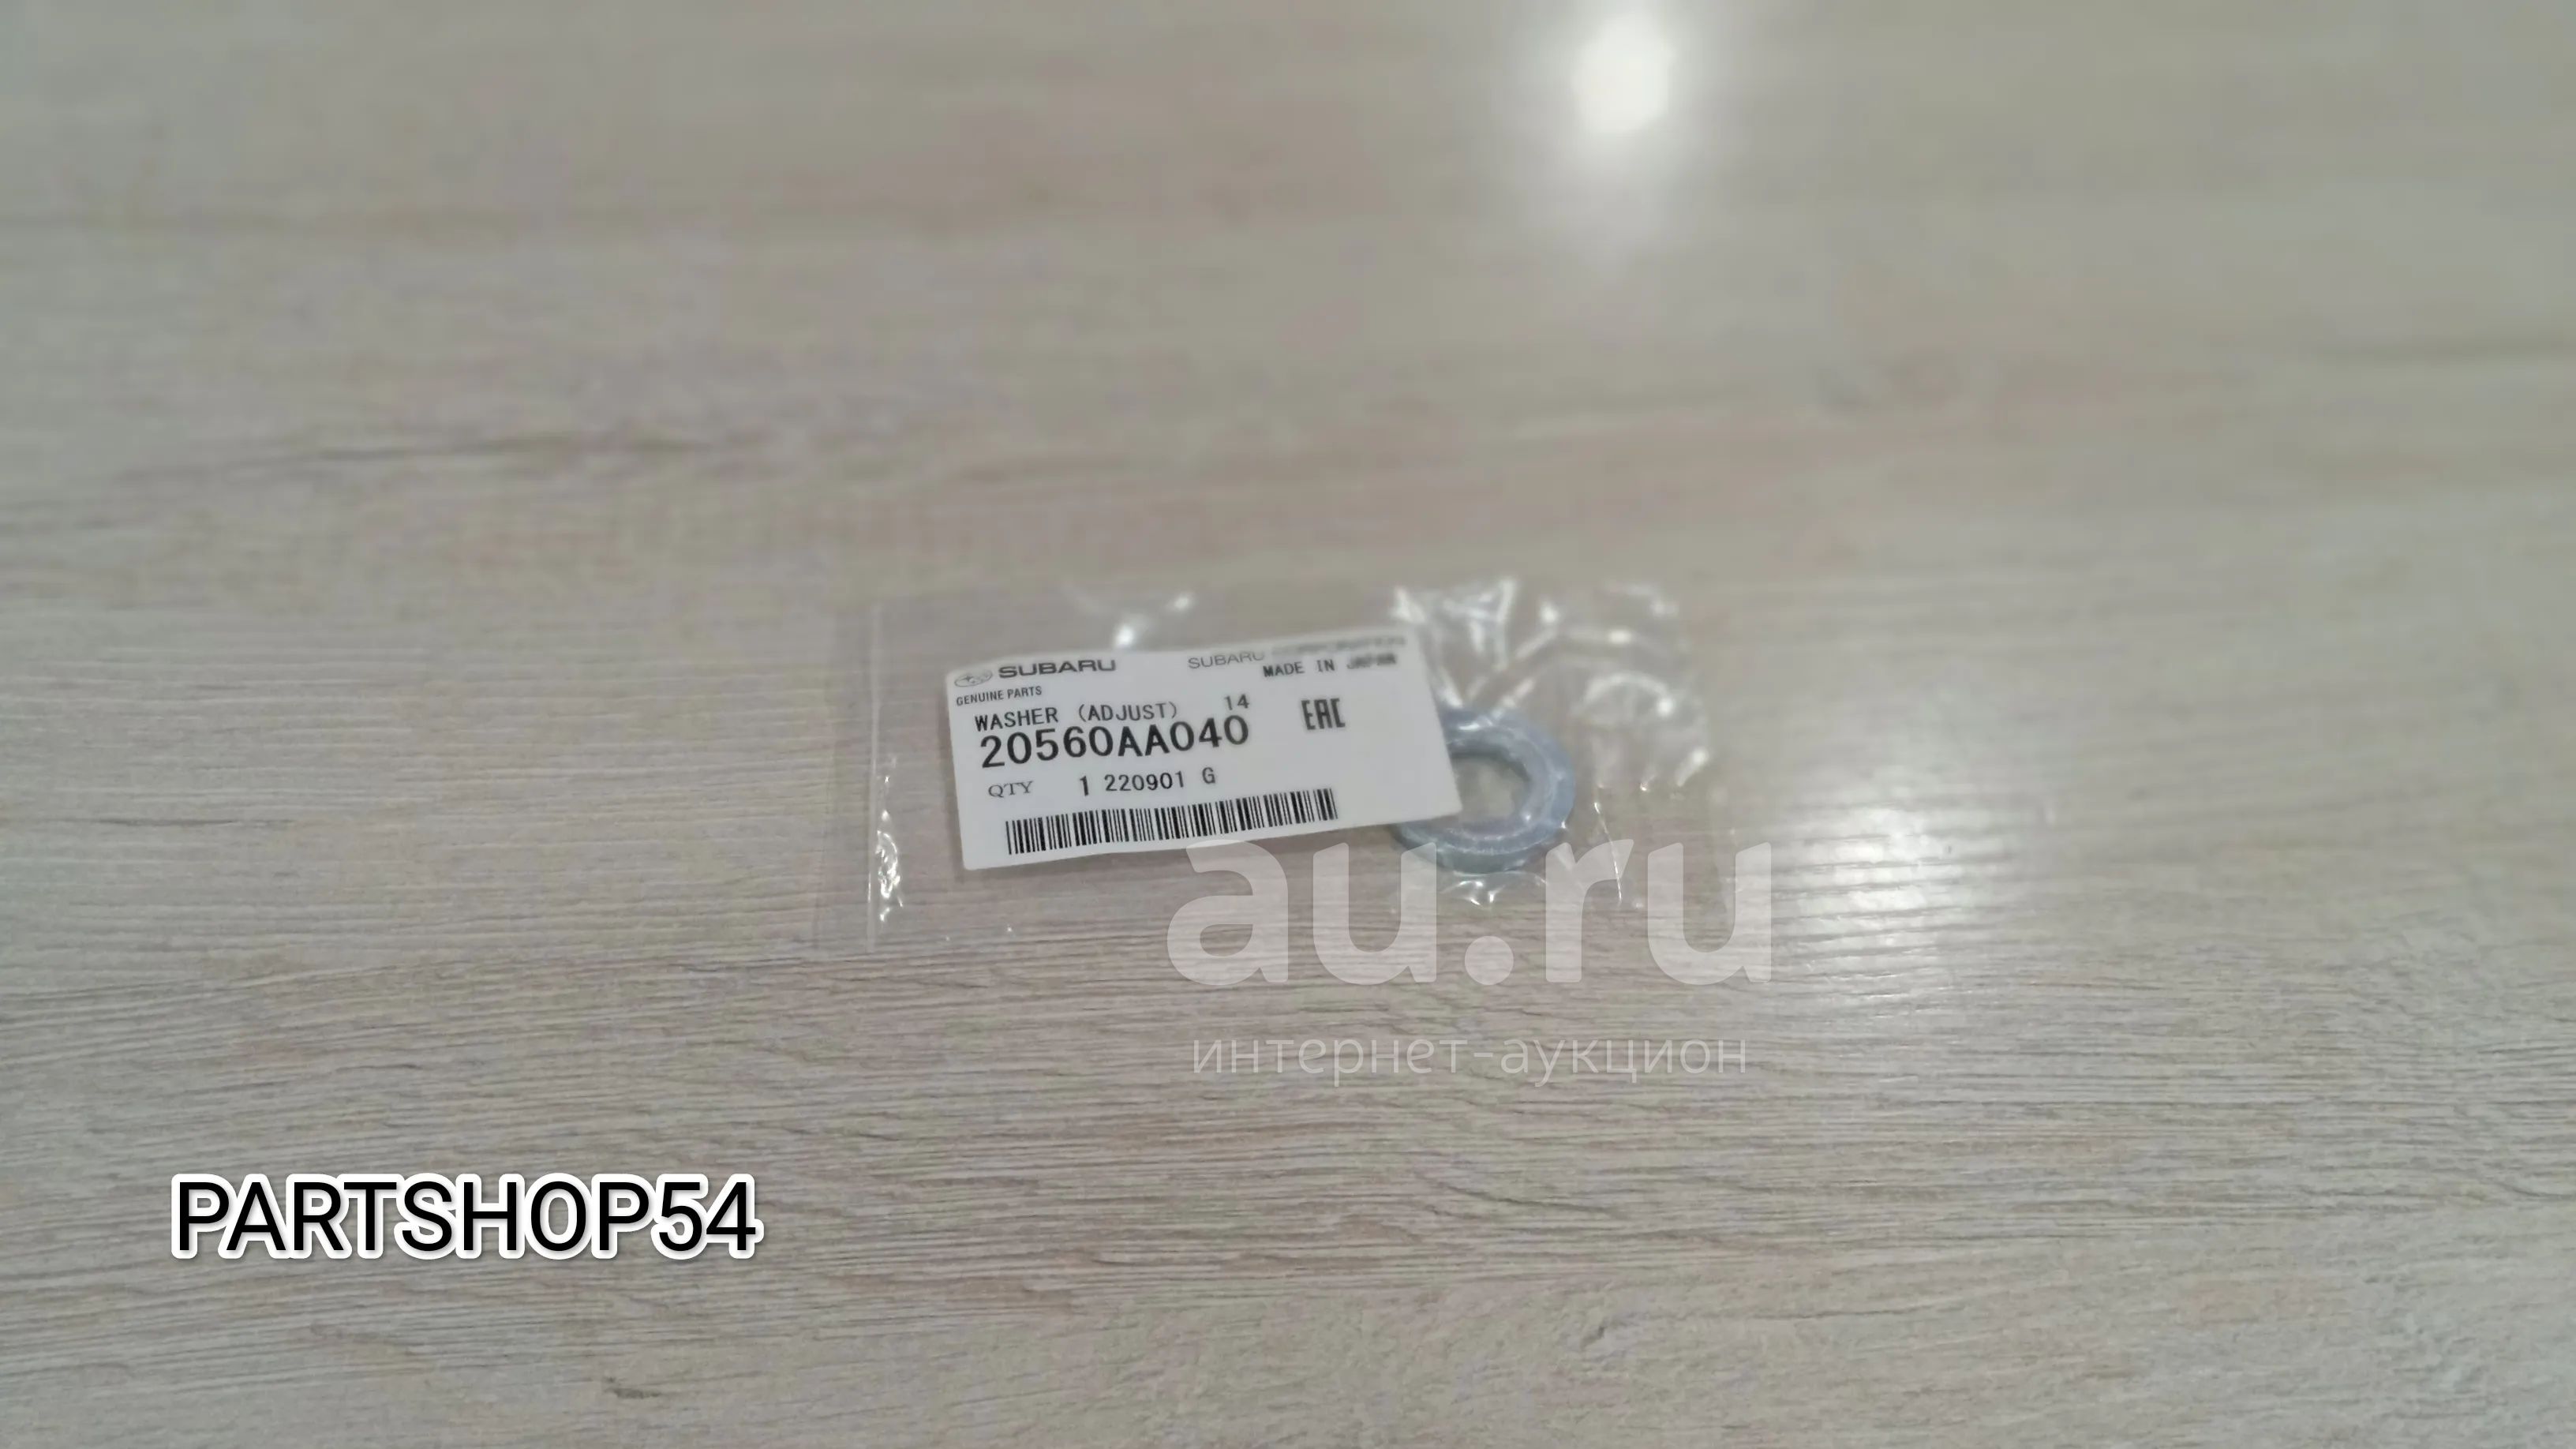 SUBARU
SUBARU CORPORATION
GENUINE PARTS
MADE IN JAPAN
WASHER (ADJUST) 14
20560AA040
EAC
QTY 1 220901 G
au.ru
интернет-аукцион
PARTSHOP54